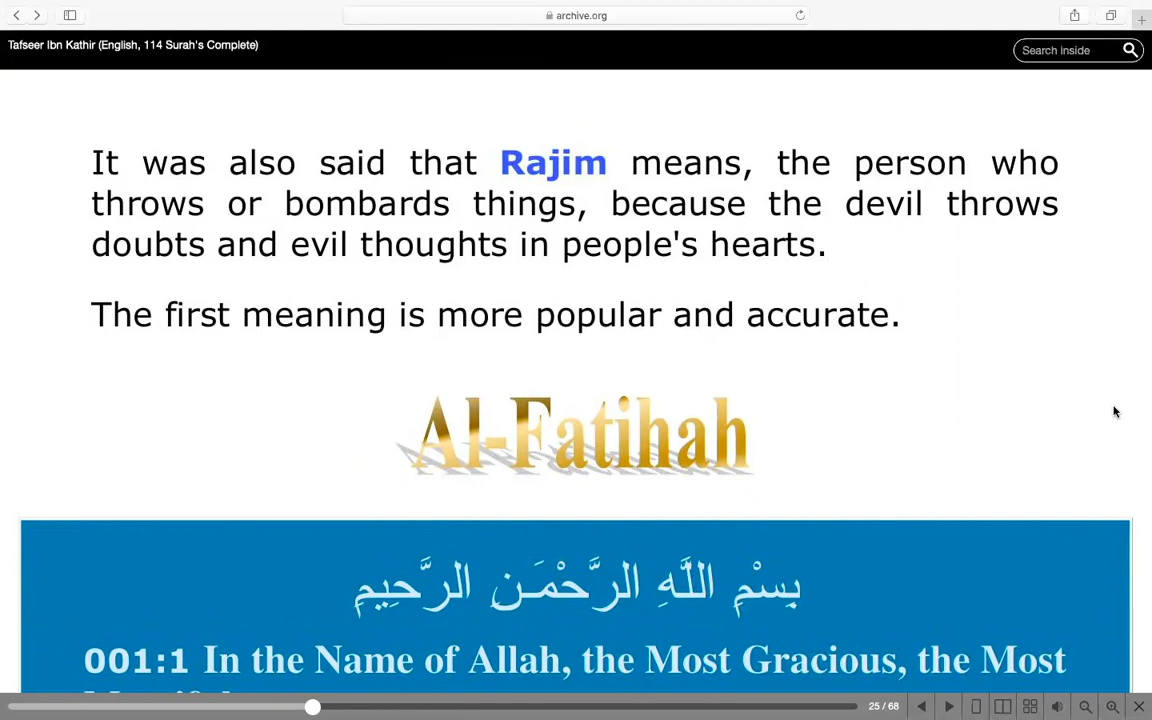 archive.org
Tafseer Ibn Kathir (English, 114 Surah's Complete)
Search inside
It was also said that Rajim means, the person who
throws or bombards things, because the devil throws
doubts and evil thoughts in people's hearts.
The first meaning is more popular and accurate.
Al-Fatihah
بِسْمِ اللَّهِ الرَّحْمَـنِ الرَّحِيمِ
001:1 In the Name of Allah, the Most Gracious, the Most
25 / 68